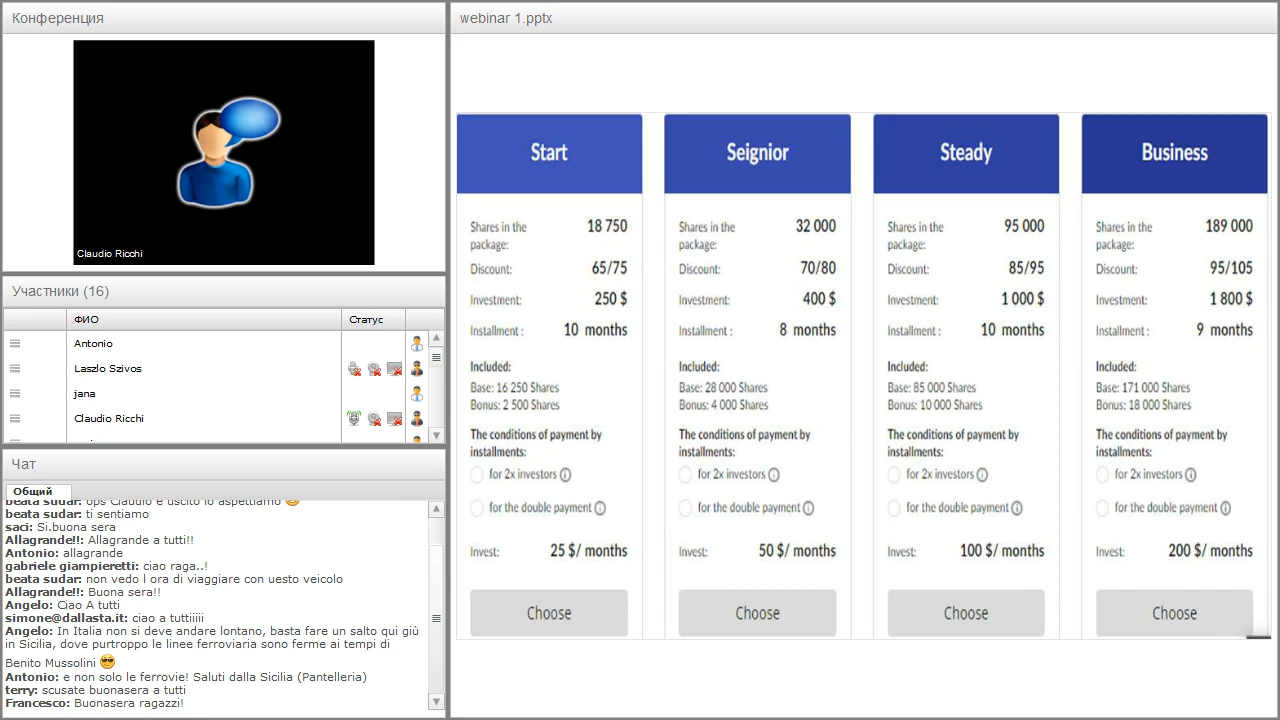 Конференция
Claudio Ricchi
Участники (16)
ФИО
Статус
Antonio
Laszlo Szivos
jana
Claudio Ricchi
Чат
Общий
beata sudar: ops Claudio e uscito lo aspettiamo
beata sudar: ti sentiamo
saci: Si.buona sera
Allagrande!!: Allagrande a tutti!!
Antonio: allagrande
gabriele giampieretti: ciao raga..!
beata sudar: non vedo l ora di viaggiare con uesto veicolo
Allagrande!!: Buona sera!!
Angelo: Ciao A tutti
simone@dallasta.it: ciao a tuttiiiii
Angelo: In Italia non si deve andare lontano, basta fare un salto qui giù
in Sicilia, dove purtroppo le linee ferroviaria sono ferme ai tempi di
Benito Mussolini
Antonio: e non solo le ferrovie! Saluti dalla Sicilia (Pantelleria)
terry: scusate buonasera a tutti
Francesco: Buonasera ragazzi!
webinar 1.pptx
Start
Shares in the
package:
18 750
Discount: 65/75
Investment: 250 $
Installment : 10 months
Included:
Base: 16 250 Shares
Bonus: 2 500 Shares
The conditions of payment by
installments:
for 2x investors
for the double payment
Invest: 25 $/ months
Choose
Seignior
Shares in the
package:
32 000
Discount: 70/80
Investment: 400 $
Installment : 8 months
Included:
Base: 28 000 Shares
Bonus: 4 000 Shares
The conditions of payment by
installments:
for 2x investors
for the double payment
Invest: 50 $/ months
Choose
Steady
Shares in the
package:
95 000
Discount: 85/95
Investment: 1 000 $
Installment : 10 months
Included:
Base: 85 000 Shares
Bonus: 10 000 Shares
The conditions of payment by
installments:
for 2x investors
for the double payment
Invest: 100 $/ months
Choose
Business
Shares in the
package:
189 000
Discount: 95/105
Investment: 1 800 $
Installment : 9 months
Included:
Base: 171 000 Shares
Bonus: 18 000 Shares
The conditions of payment by
installments:
for 2x investors
for the double payment
Invest: 200 $/ months
Choose